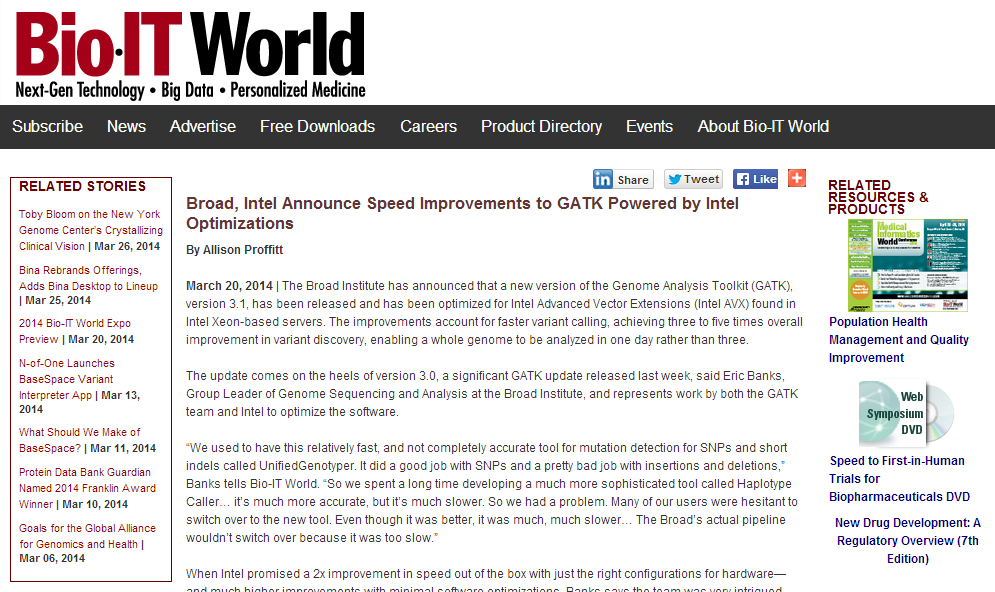 Bio·IT World
Next-Gen Technology • Big Data • Personalized Medicine
Subscribe News Advertise Free Downloads Careers Product Directory Events About Bio-IT World
RELATED STORIES
Toby Bloom on the New York
Genome Center's Crystallizing
Clinical Vision | Mar 26, 2014
Bina Rebrands Offerings,
Adds Bina Desktop to Lineup
| Mar 25, 2014
2014 Bio-IT World Expo
Preview | Mar 20, 2014
N-of-One Launches
BaseSpace Variant
Interpreter App | Mar 13,
2014
What Should We Make of
BaseSpace? | Mar 11, 2014
Protein Data Bank Guardian
Named 2014 Franklin Award
Winner | Mar 10, 2014
Goals for the Global Alliance
for Genomics and Health |
Mar 06, 2014
in Share Tweet Like
Broad, Intel Announce Speed Improvements to GATK Powered by Intel
Optimizations
By Allison Proffitt
March 20, 2014 | The Broad Institute has announced that a new version of the Genome Analysis Toolkit (GATK),
version 3.1, has been released and has been optimized for Intel Advanced Vector Extensions (Intel AVX) found in
Intel Xeon-based servers. The improvements account for faster variant calling, achieving three to five times overall
improvement in variant discovery, enabling a whole genome to be analyzed in one day rather than three.
The update comes on the heels of version 3.0, a significant GATK update released last week, said Eric Banks,
Group Leader of Genome Sequencing and Analysis at the Broad Institute, and represents work by both the GATK
team and Intel to optimize the software.
“We used to have this relatively fast, and not completely accurate tool for mutation detection for SNPs and short
indels called UnifiedGenotyper. It did a good job with SNPs and a pretty bad job with insertions and deletions,”
Banks tells Bio-IT World. “So we spent a long time developing a much more sophisticated tool called Haplotype
Caller… it’s much more accurate, but it’s much slower. So we had a problem. Many of our users were hesitant to
switch over to the new tool. Even though it was better, it was much, much slower… The Broad’s actual pipeline
wouldn’t switch over because it was too slow.”
When Intel promised a 2x improvement in speed out of the box with just the right configurations for hardware—
and much higher improvements with minimal software optimizations, Banks says the team was very intrigued
RELATED
RESOURCES &
PRODUCTS
Medical
Informatics
World
Population Health
Management and Quality
Improvement
Web
Symposium
DVD
Speed to First-in-Human
Trials for
Biopharmaceuticals DVD
New Drug Development: A
Regulatory Overview (7th
Edition)